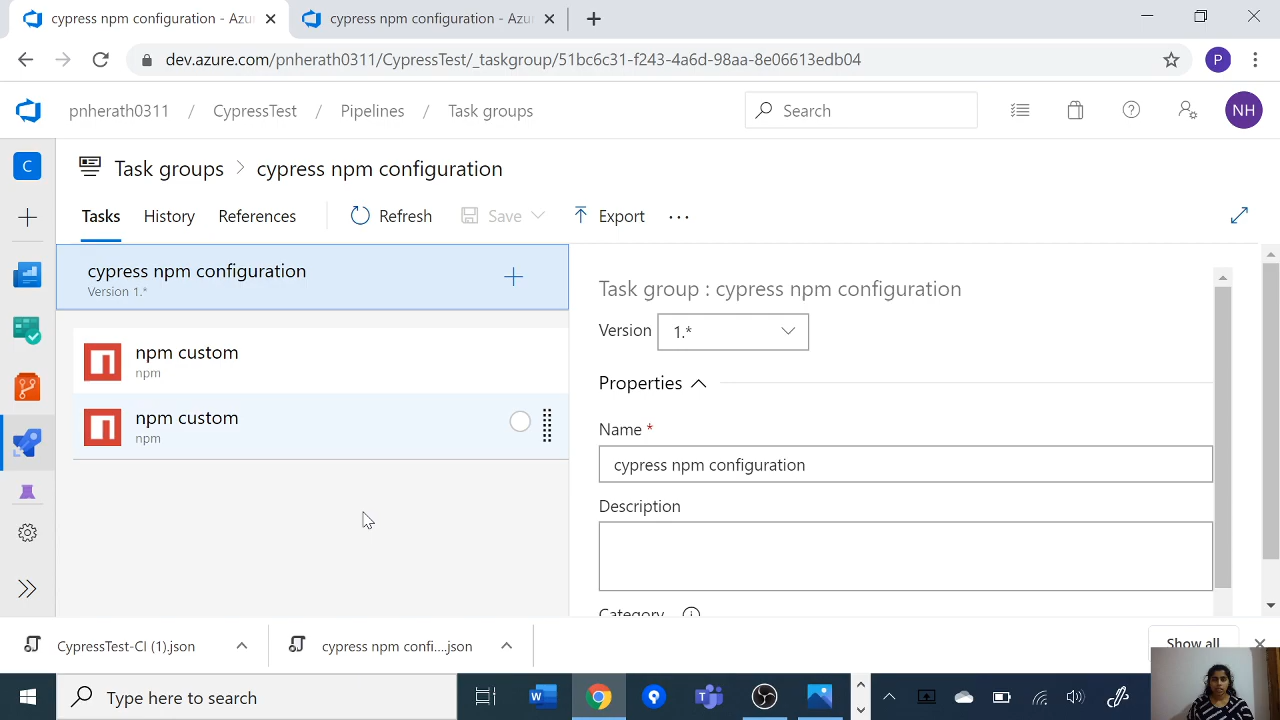 cypress npm configuration - Azu
cypress npm configuration - Azu
dev.azure.com/pnherath0311/CypressTest/_taskgroup/51bc6c31-f243-4a6d-98aa-8e06613edb04
P
pnherath0311 / CypressTest / Pipelines / Task groups
Search
NH
C
Task groups > cypress npm configuration
Tasks
History
References
Refresh
Save
Export
cypress npm configuration
Version 1.*
npm custom
npm
npm custom
npm
Task group : cypress npm configuration
Version
1.*
Properties
Name *
cypress npm configuration
Description
Category
CypressTest-CI (1).json
cypress npm confi....json
Show all
Type here to search